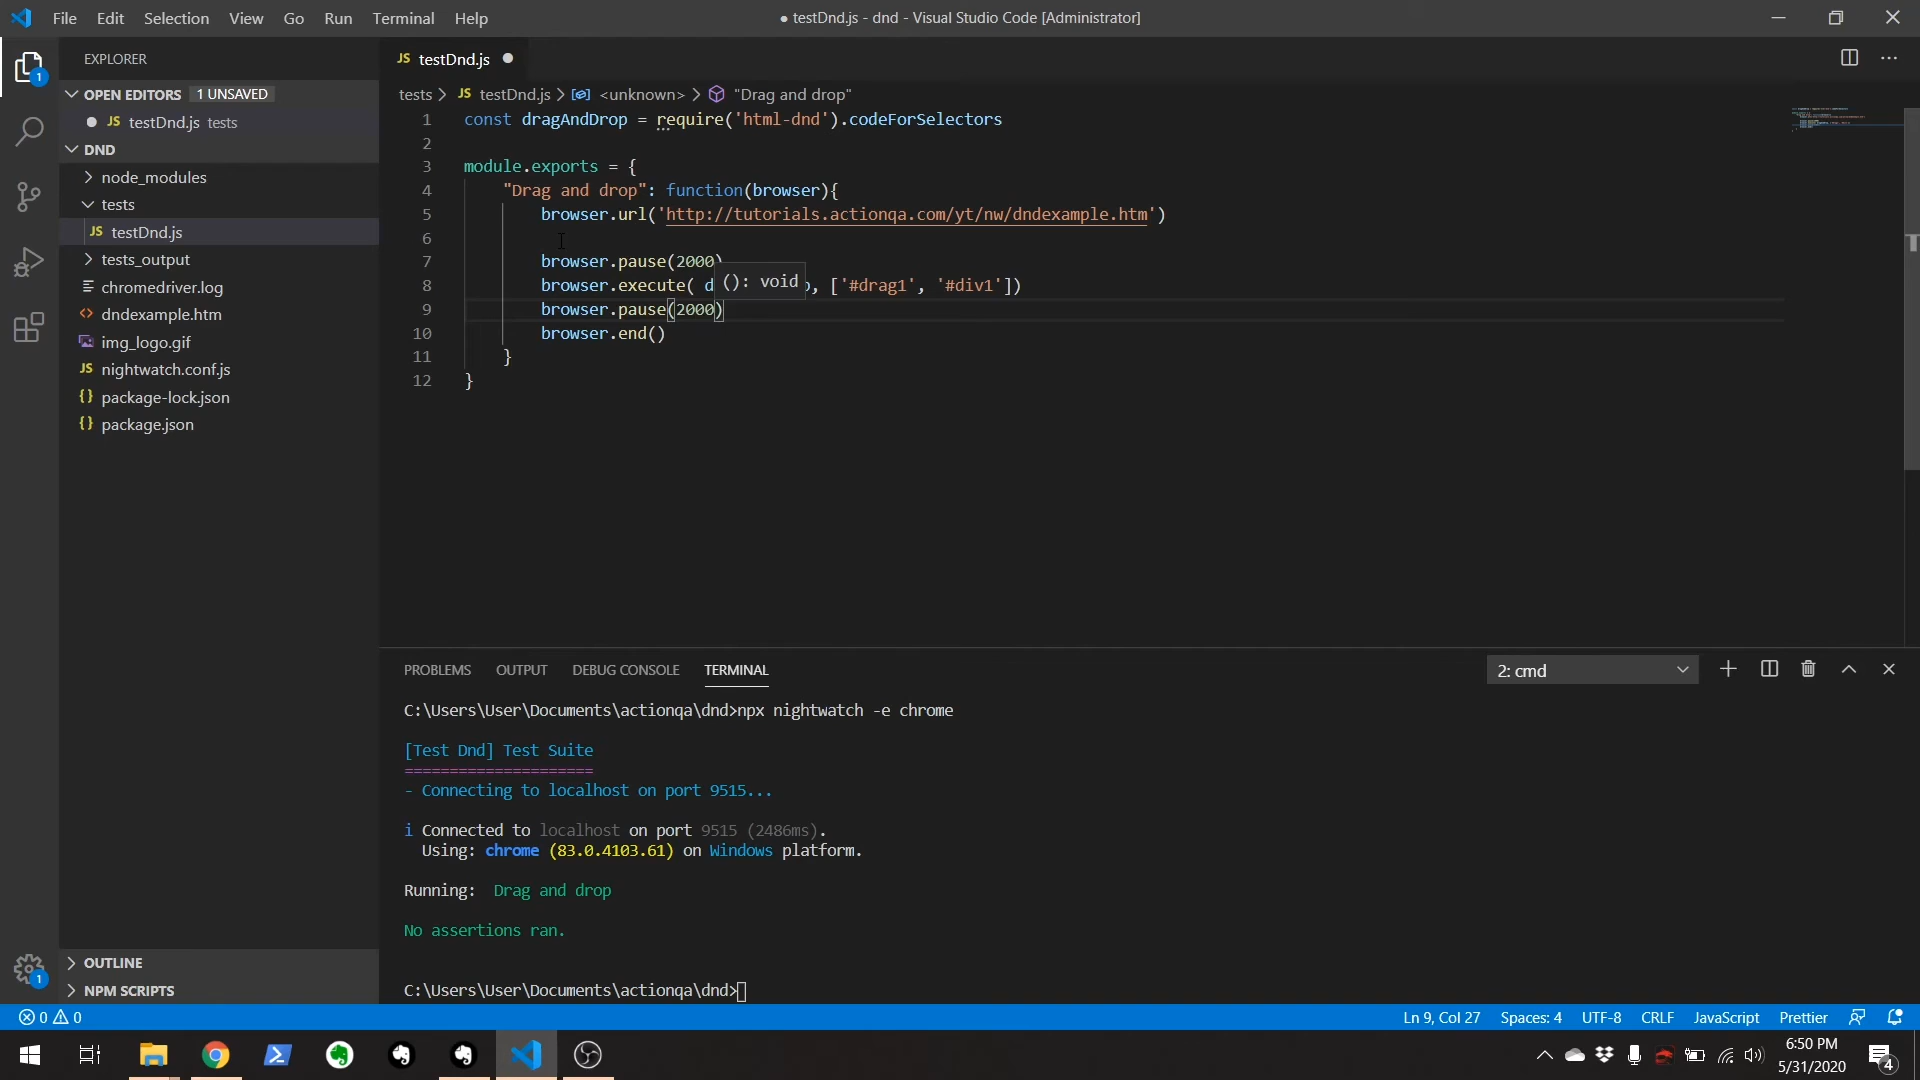 File Edit Selection View Go Run Terminal Help
● testDnd.js - dnd - Visual Studio Code [Administrator]
EXPLORER
OPEN EDITORS 1 UNSAVED
JS testDnd.js tests
DND
node_modules
tests
JS testDnd.js
tests_output
chromedriver.log
dndexample.htm
img_logo.gif
JS nightwatch.conf.js
{} package-lock.json
{} package.json
OUTLINE
NPM SCRIPTS
1
1
JS testDnd.js ●
tests > JS testDnd.js > <unknown> > "Drag and drop"
1 const dragAndDrop = require('html-dnd').codeForSelectors
2
3 module.exports = {
4 "Drag and drop": function(browser){
5 browser.url('http://tutorials.actionqa.com/yt/nw/dndexample.htm')
6
7 browser.pause(2000)
(): void
8 browser.execute( d , ['#drag1', '#div1'])
9 browser.pause(2000)
10 browser.end()
11 }
12 }
PROBLEMS OUTPUT DEBUG CONSOLE TERMINAL
2: cmd
C:\Users\User\Documents\actionqa\dnd>npx nightwatch -e chrome
[Test Dnd] Test Suite
=====================
- Connecting to localhost on port 9515...
i Connected to localhost on port 9515 (2486ms).
Using: chrome (83.0.4103.61) on Windows platform.
Running: Drag and drop
No assertions ran.
C:\Users\User\Documents\actionqa\dnd>
0 0
Ln 9, Col 27 Spaces: 4 UTF-8 CRLF JavaScript Prettier
6:50 PM
5/31/2020
4